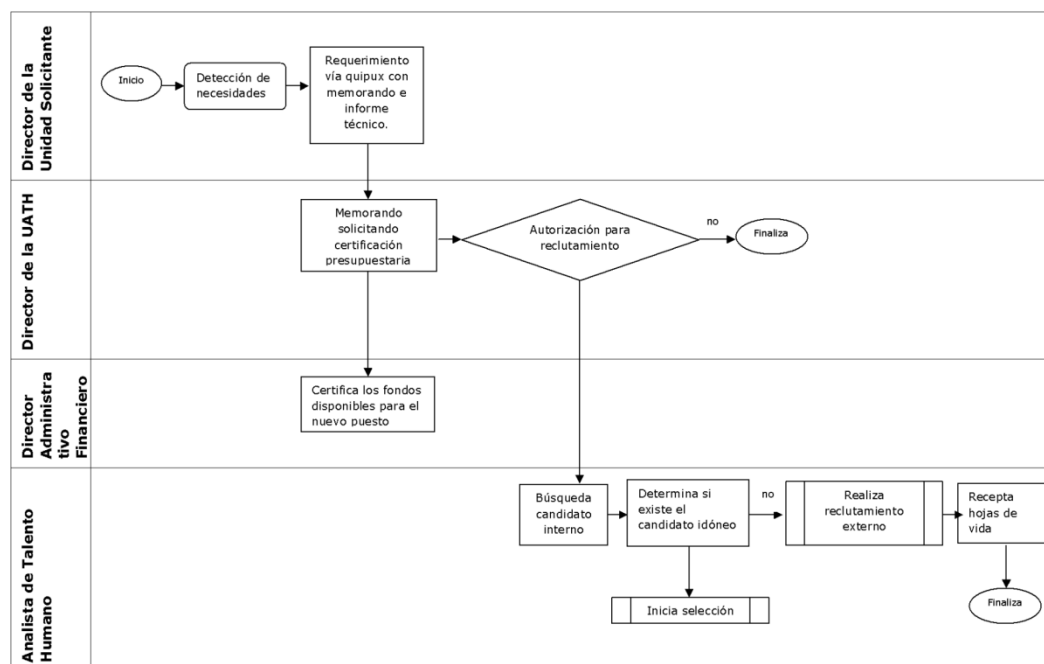 Director de la
Unidad Solicitante
Inicio
Detección de
necesidades
Requerimiento
vía quipux con
memorando e
informe
técnico.
Director de la UATH
Memorando
solicitando
certificación
presupuestaria
Autorización para
reclutamiento
no
Finaliza
Director
Administra
tivo
Financiero
Certifica los fondos
disponibles para el
nuevo puesto
Analista de Talento
Humano
Búsqueda
candidato
interno
Determina si
existe el
candidato idóneo
no
Realiza
reclutamiento
externo
Recepta
hojas de
vida
Inicia selección
Finaliza